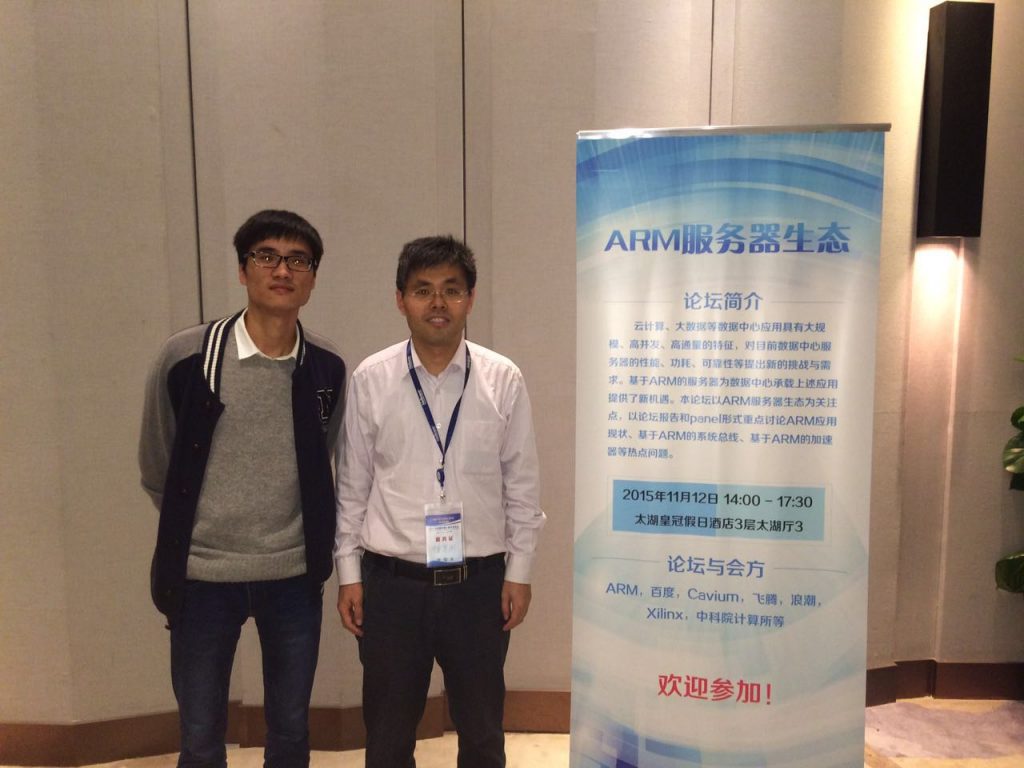 ARM服务器生态
论坛简介
云计算、大数据等数据中心应用具有大规
模、高并发、高通量的特征，对目前数据中心服
务器的性能、功耗、可靠性等提出新的挑战与需
求。基于ARM的服务器为数据中心承载上述应用
提供了新机遇。本论坛以ARM服务器生态为关注
点，以论坛报告和panel形式重点讨论ARM应用
现状、基于ARM的系统总线、基于ARM的加速
器等热点问题。
2015年11月12日 14:00 – 17:30
太湖皇冠假日酒店3层太湖厅3
论坛与会方
ARM，百度，Cavium，飞腾，浪潮，
Xilinx，中科院计算所等
欢迎参加！